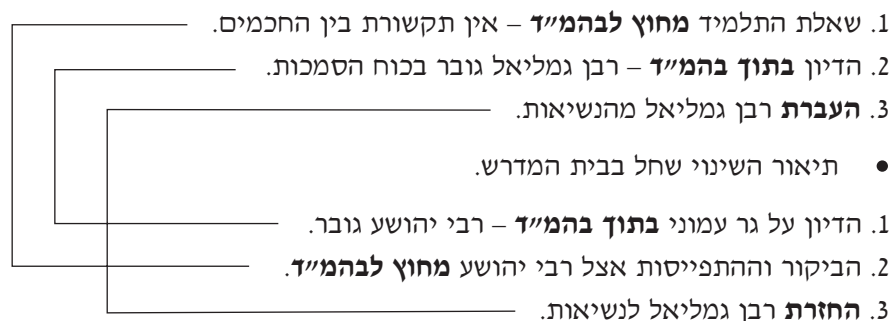 1. שאלת התלמיד מחוץ לבהמ״ד – אין תקשורת בין החכמים.
2. הדיון בתוך בהמ״ד – רבן גמליאל גובר בכוח הסמכות.
3. העברת רבן גמליאל מהנשיאות.
• תיאור השינוי שחל בבית המדרש.
1. הדיון על גר עמוני בתוך בהמ״ד – רבי יהושע גובר.
2. הביקור וההתפייסות אצל רבי יהושע מחוץ לבהמ״ד.
3. החזרת רבן גמליאל לנשיאות.